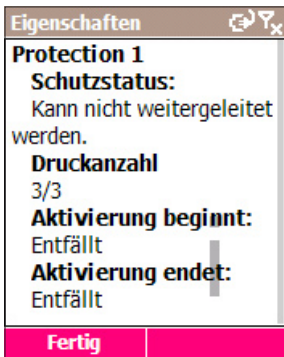 Eigenschaften
Protection 1
Schutzstatus:
Kann nicht weitergeleitet
werden.
Druckanzahl
3/3
Aktivierung beginnt:
Entfällt
Aktivierung endet:
Entfällt
Fertig